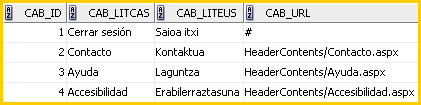 CAB_ID CAB_LITCAS CAB_LITEUS CAB_URL
1 Cerrar sesión Saioa itxi #
2 Contacto Kontaktua HeaderContents/Contacto.aspx
3 Ayuda Laguntza HeaderContents/Ayuda.aspx
4 Accesibilidad Erabilerraztasuna HeaderContents/Accesibilidad.aspx